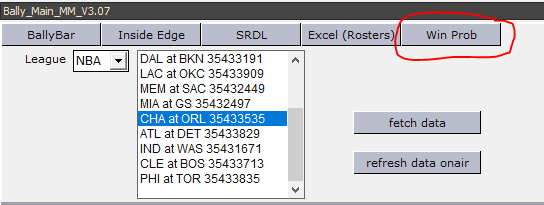 Bally_Main_MM_V3.07
BallyBar Inside Edge SRDL Excel (Rosters) Win Prob
League NBA
DAL at BKN 35433191
LAC at OKC 35433909
MEM at SAC 35432449
MIA at GS 35432497
CHA at ORL 35433535
ATL at DET 35433829
IND at WAS 35431671
CLE at BOS 35433713
PHI at TOR 35433835
fetch data
refresh data onair